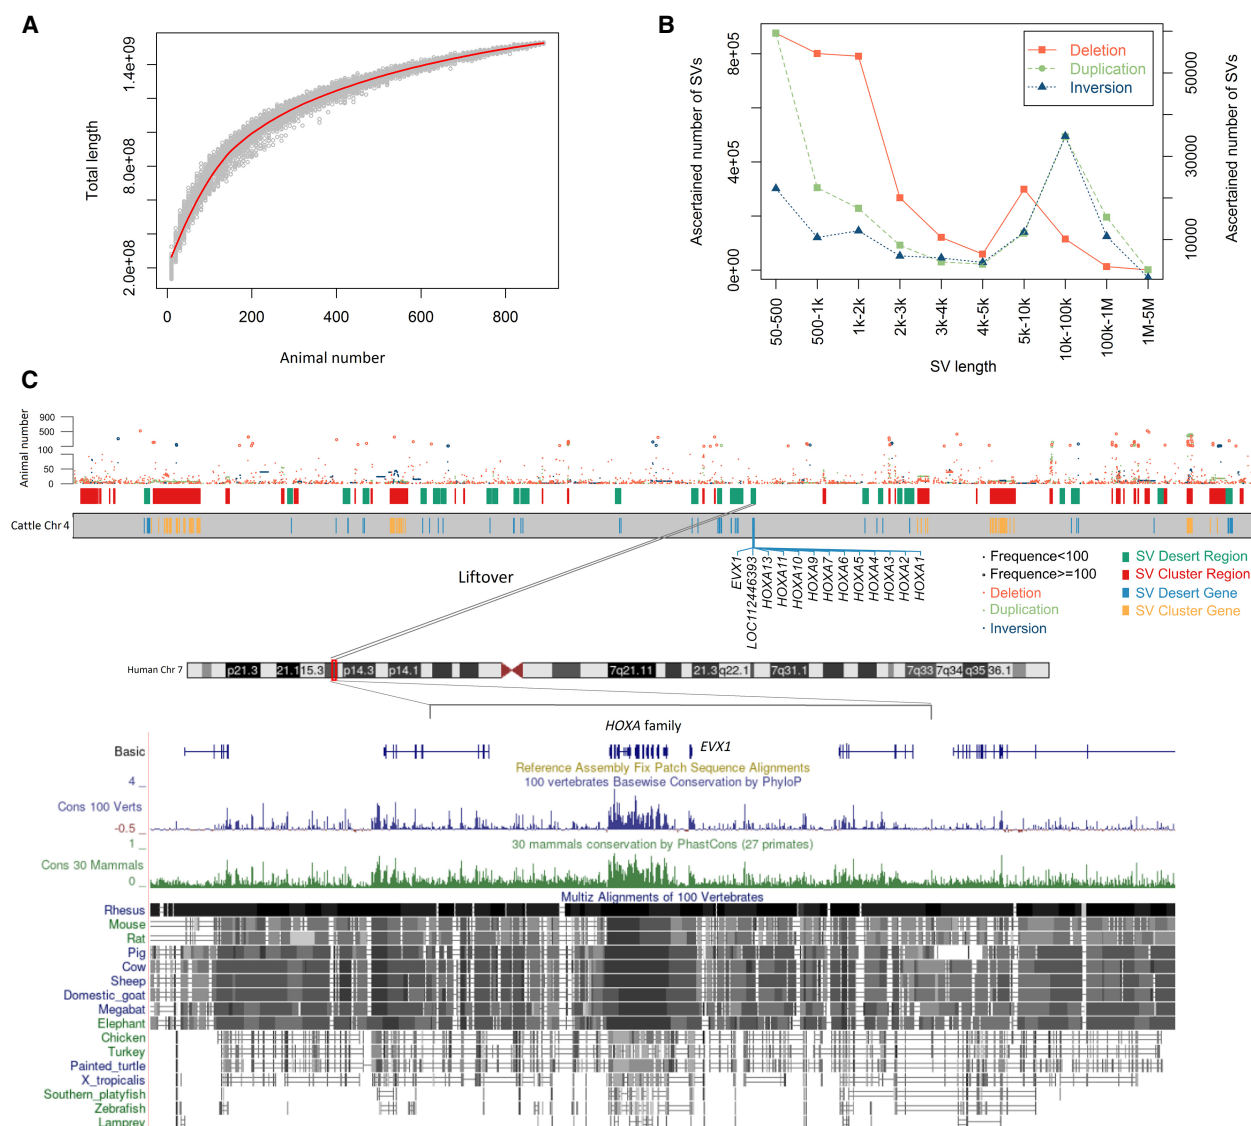 A
Total length
2.0e+08
8.0e+08
1.4e+09
0
200
400
600
800
Animal number
B
Ascertained number of SVs
0e+00
4e+05
8e+05
Deletion
Duplication
Inversion
10000
30000
50000
Ascertained number of SVs
50-500
500-1k
1k-2k
2k-3k
3k-4k
4k-5k
5k-10k
10k-100k
100k-1M
1M-5M
SV length
C
Animal number
900
500
100
50
0
Cattle Chr 4
EVX1
LOC112446393
HOXA13
HOXA11
HOXA10
HOXA9
HOXA7
HOXA6
HOXA5
HOXA4
HOXA3
HOXA2
HOXA1
Frequence<100
Frequence>=100
Deletion
Duplication
Inversion
SV Desert Region
SV Cluster Region
SV Desert Gene
SV Cluster Gene
Liftover
Human Chr 7
p21.3
21.1
15.3
p14.3
p14.1
7q21.11
21.3
q22.1
7q31.1
7q33
7q34
q35
36.1
HOXA family
Basic
EVX1
Reference Assembly Fix Patch Sequence Alignments
4 _
100 vertebrates Basewise Conservation by PhyloP
Cons 100 Verts
-0.5 _
1 _
30 mammals conservation by PhastCons (27 primates)
Cons 30 Mammals
0 _
Multiz Alignments of 100 Vertebrates
Rhesus
Mouse
Rat
Pig
Cow
Sheep
Domestic_goat
Megabat
Elephant
Chicken
Turkey
Painted_turtle
X_tropicalis
Southern_platyfish
Zebrafish
Lamprey